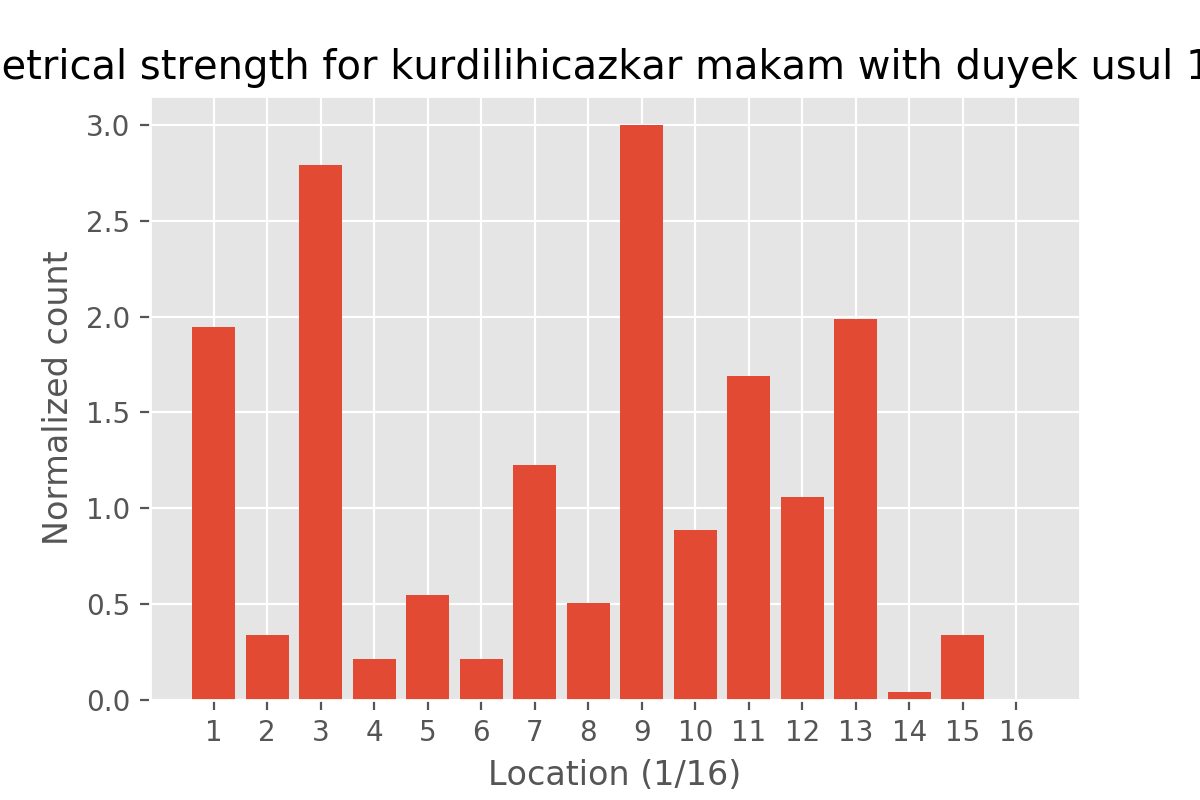 etrical strength for kurdilihicazkar makam with duyek usul 1
3.0
2.5
2.0
1.5
1.0
0.5
0.0
Normalized count
1 2 3 4 5 6 7 8 9 10 11 12 13 14 15 16
Location (1/16)